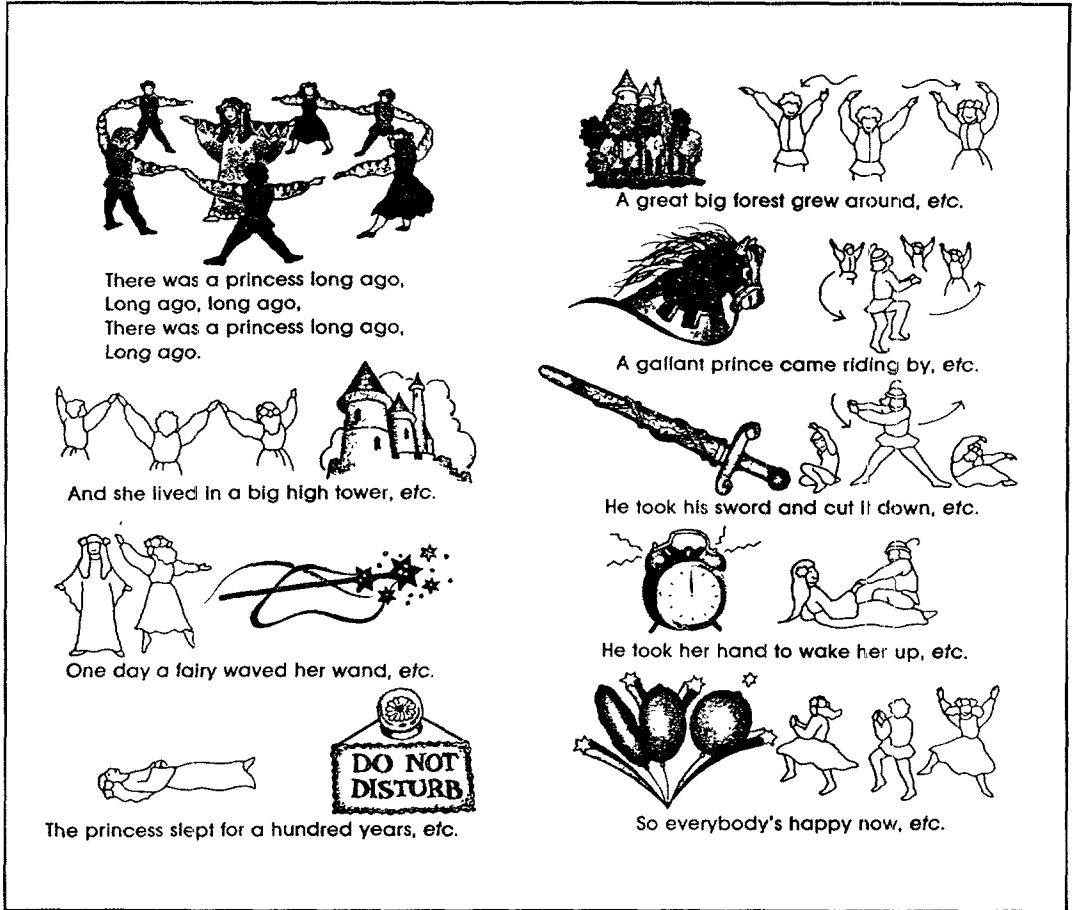 There was a princess long ago,
Long ago, long ago,
There was a princess long ago,
Long ago.
And she lived in a big high tower, etc.
One day a fairy waved her wand, etc.
DO NOT
DISTURB
The princess slept for a hundred years, etc.
A great big forest grew around, etc.
A gallant prince came riding by, etc.
He took his sword and cut it down, etc.
He took her hand to wake her up, etc.
So everybody's happy now, etc.